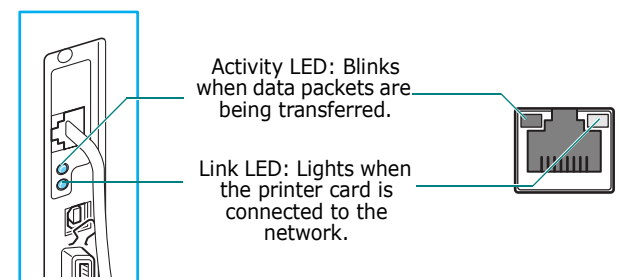 Activity LED: Blinks
when data packets are
being transferred.
Link LED: Lights when
the printer card is
connected to the
network.